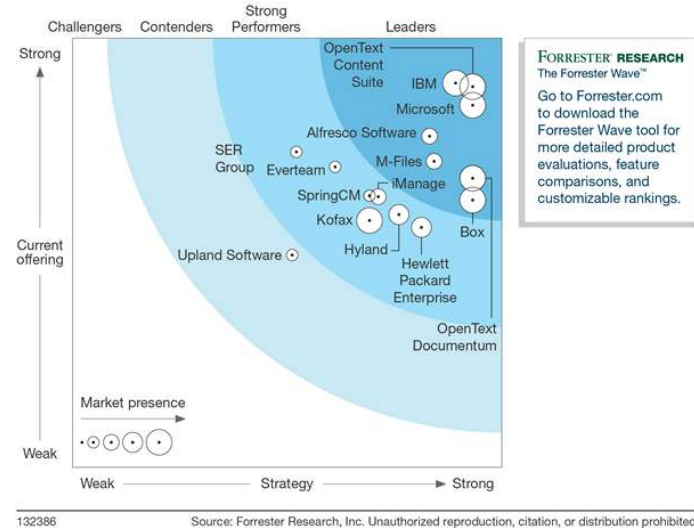 Challengers
Contenders
Strong
Performers
Leaders
Strong
Current
offering
Weak
OpenText
Content
Suite
IBM
Microsoft
Alfresco Software
M-Files
SER
Group
Everteam
iManage
SpringCM
Kofax
Hyland
Hewlett
Packard
Enterprise
Box
OpenText
Documentum
Upland Software
Market presence
Weak
Strategy
Strong
FORRESTER RESEARCH
The Forrester Wave™
Go to Forrester.com
to download the
Forrester Wave tool for
more detailed product
evaluations, feature
comparisons, and
customizable rankings.
132386
Source: Forrester Research, Inc. Unauthorized reproduction, citation, or distribution prohibited